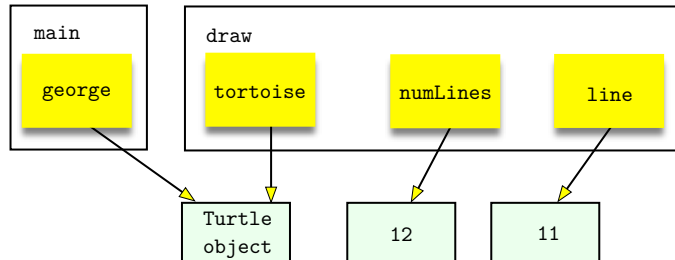 main
draw
george
tortoise
numLines
line
Turtle
object
12
11